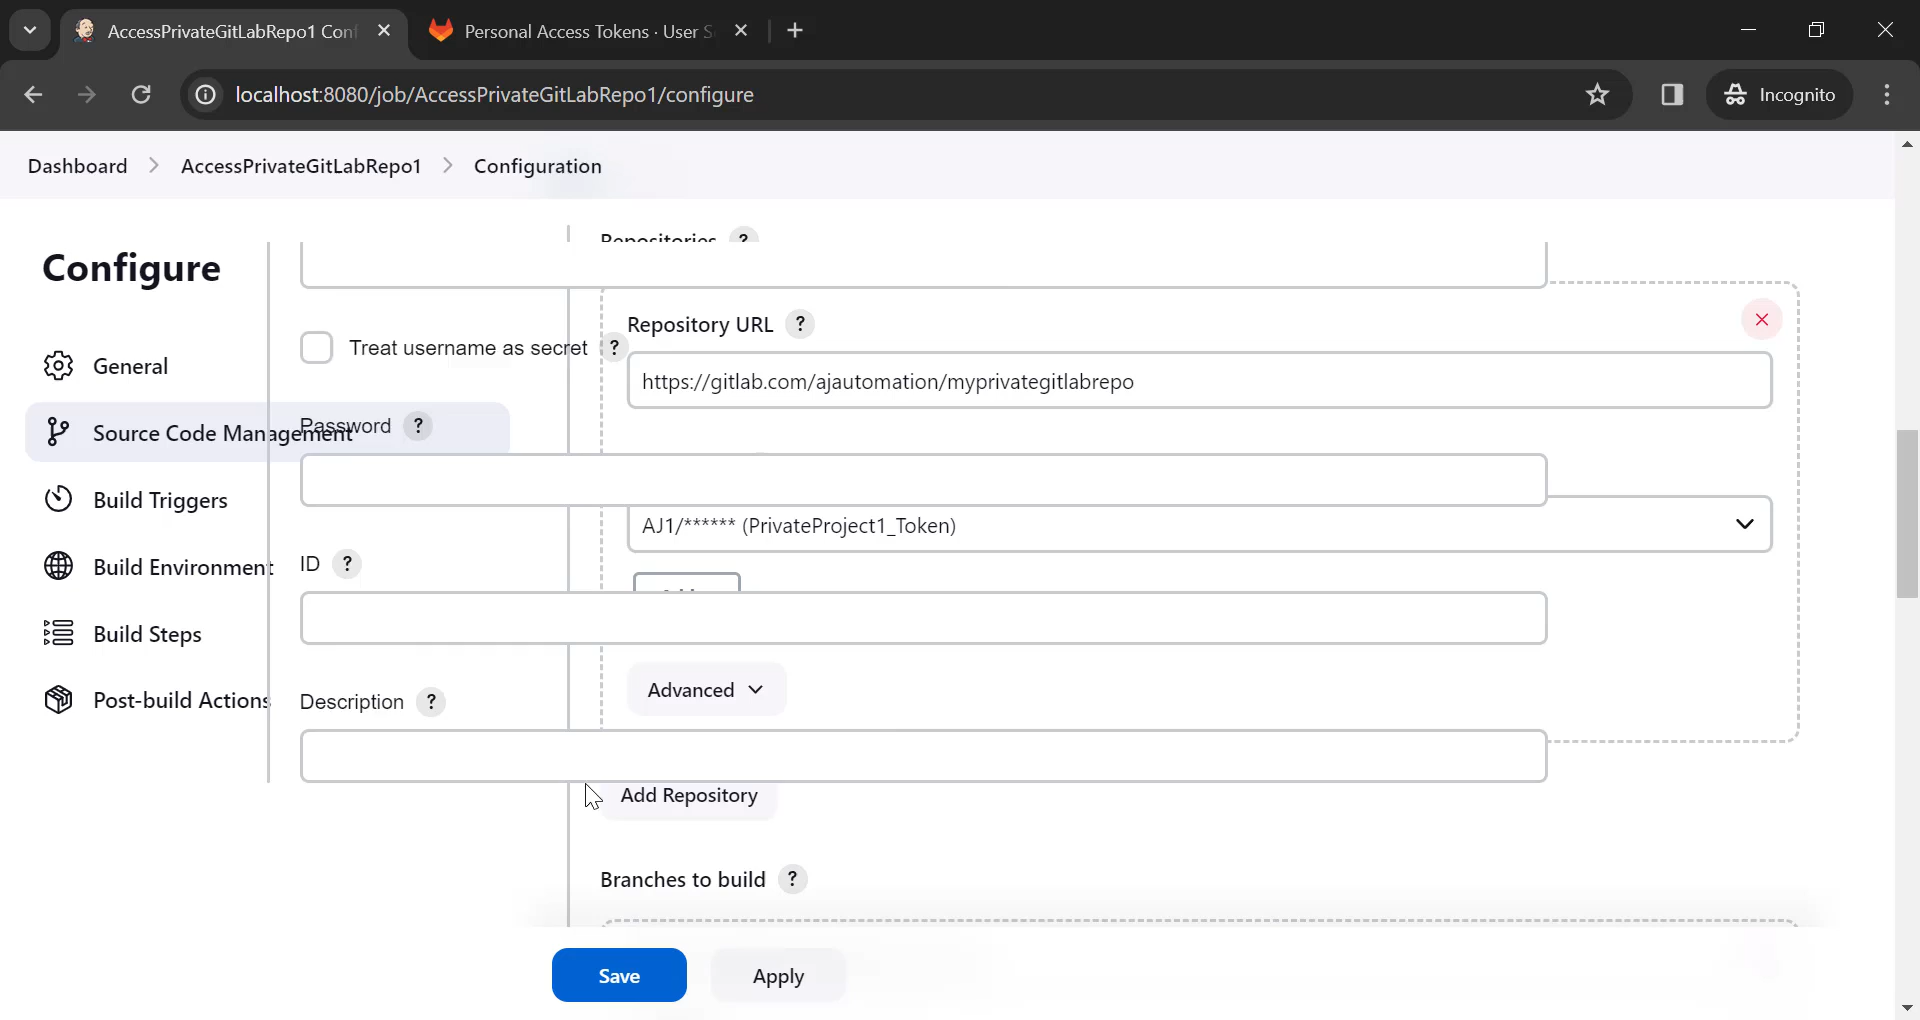 AccessPrivateGitLabRepo1 Conf
Personal Access Tokens · User S
localhost:8080/job/AccessPrivateGitLabRepo1/configure
Incognito
Dashboard > AccessPrivateGitLabRepo1 > Configuration
Configure
General
Source Code Management
Build Triggers
Build Environment
Build Steps
Post-build Actions
Repositories ?
Repository URL ?
Treat username as secret ?
https://gitlab.com/ajautomation/myprivategitlabrepo
Password ?
AJ1/****** (PrivateProject1_Token)
ID ?
Advanced
Description ?
Add Repository
Branches to build ?
Save
Apply